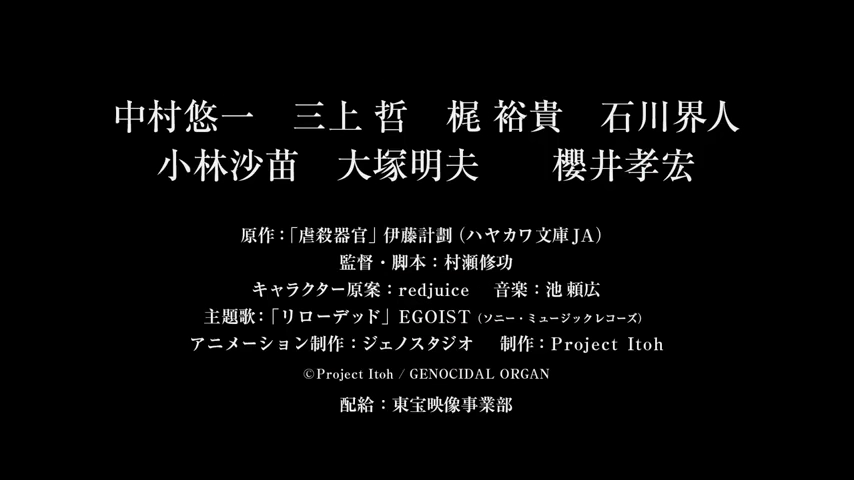 中村悠一　三上 哲　梶 裕貴　石川界人
小林沙苗　大塚明夫　　櫻井孝宏
原作：「虐殺器官」伊藤計劃（ハヤカワ文庫JA）
監督・脚本：村瀬修功
キャラクター原案：redjuice　音楽：池 頼広
主題歌：「リローデッド」EGOIST（ソニー・ミュージックレコーズ）
アニメーション制作：ジェノスタジオ　制作：Project Itoh
©Project Itoh / GENOCIDAL ORGAN
配給：東宝映像事業部